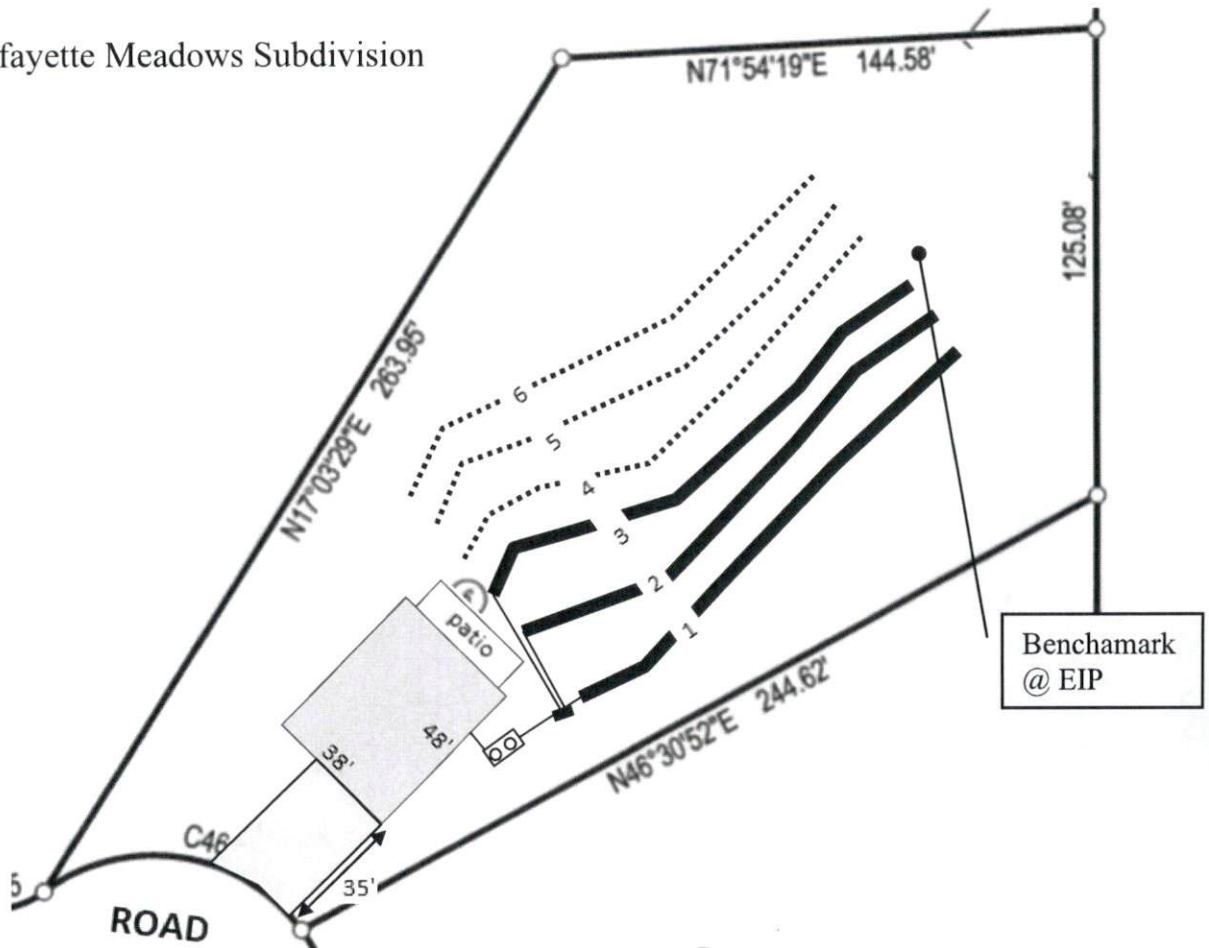 fayette Meadows Subdivision
N71°54'19"E 144.58'
125.08'
N17°03'29"E 263.95'
6
5
4
3
2
1
patio
48'
38'
Benchamark
@ EIP
N46°30'52"E 244.62'
C46
35'
5
ROAD